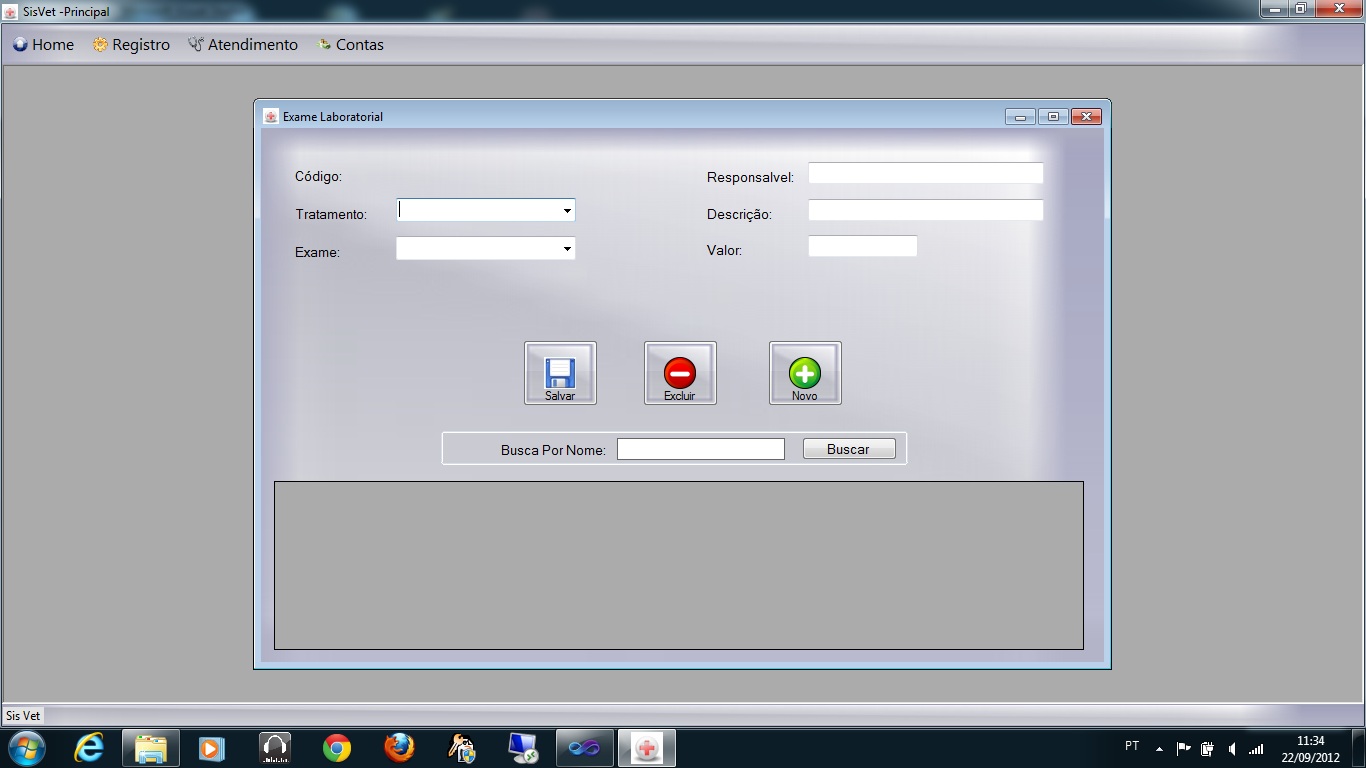 SisVet -Principal
Home Registro Atendimento Contas
Exame Laboratorial
Código:
Responsalvel:
Tratamento:
Descrição:
Exame:
Valor:
Salvar Excluir Novo
Busca Por Nome: Buscar
Sis Vet
PT 11:34
22/09/2012